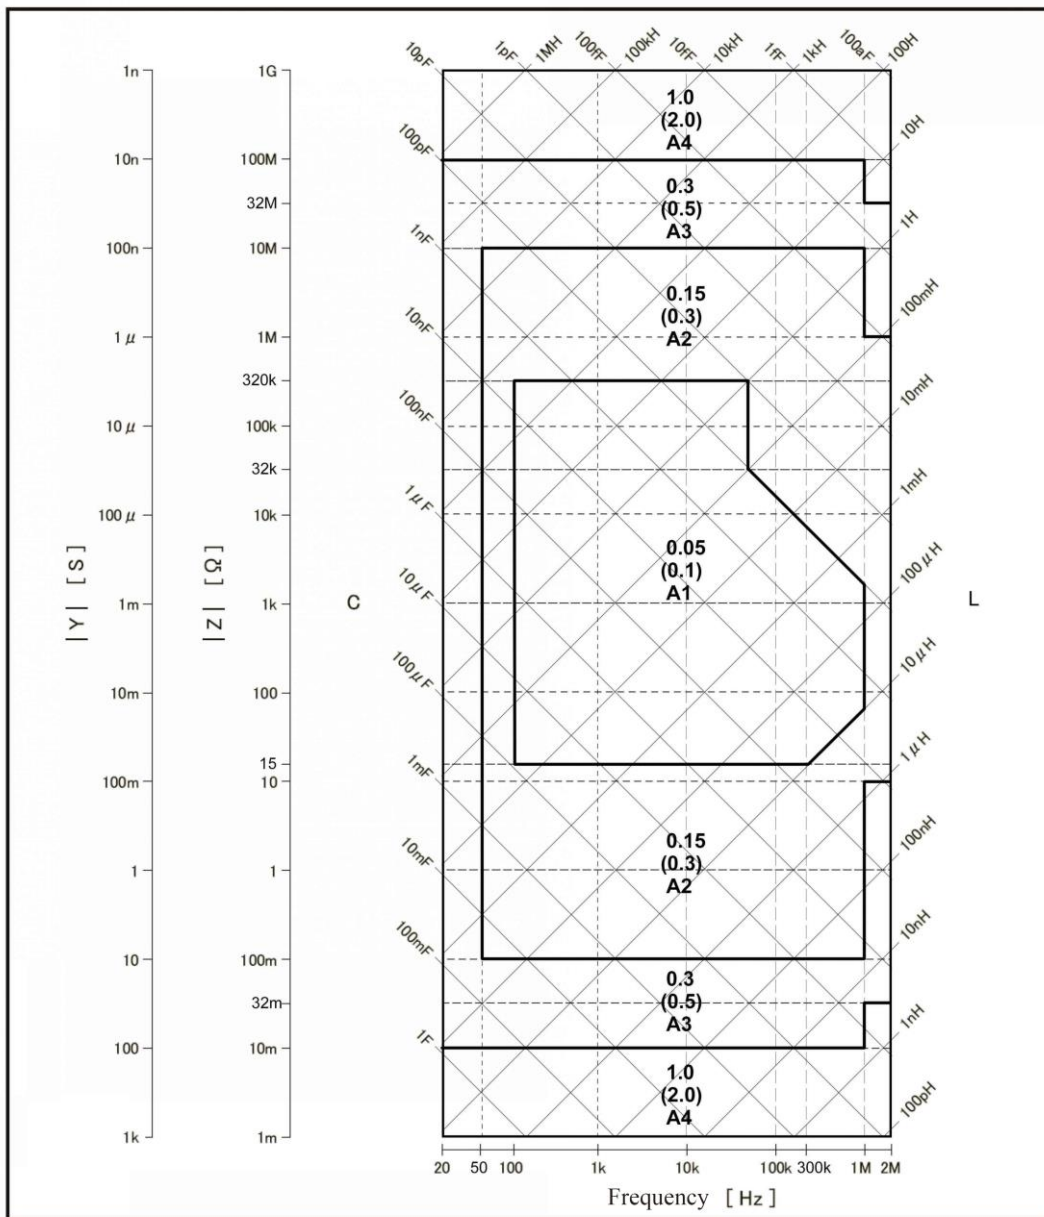 10pF
1pF
1MH
100fF
100kH
10fF
10kH
1fF
1kH
100aF
100H
1n
10n
100n
1μ
10μ
100μ
1m
10m
100m
1
10
100
1k
|Y| [S]
1G
100M
32M
10M
1M
320k
100k
32k
10k
1k
100
15
10
1
100m
32m
10m
1m
|Z| [Ω]
C
100pF
1nF
10nF
100nF
1μF
10μF
100μF
1mF
10mF
100mF
1F
1.0
(2.0)
A4
0.3
(0.5)
A3
0.15
(0.3)
A2
0.05
(0.1)
A1
0.15
(0.3)
A2
0.3
(0.5)
A3
1.0
(2.0)
A4
10H
1H
100mH
10mH
1mH
100μH
10μH
1μH
100nH
10nH
1nH
100pH
L
20 50 100 1k 10k 100k 300k 1M 2M
Frequency [Hz]